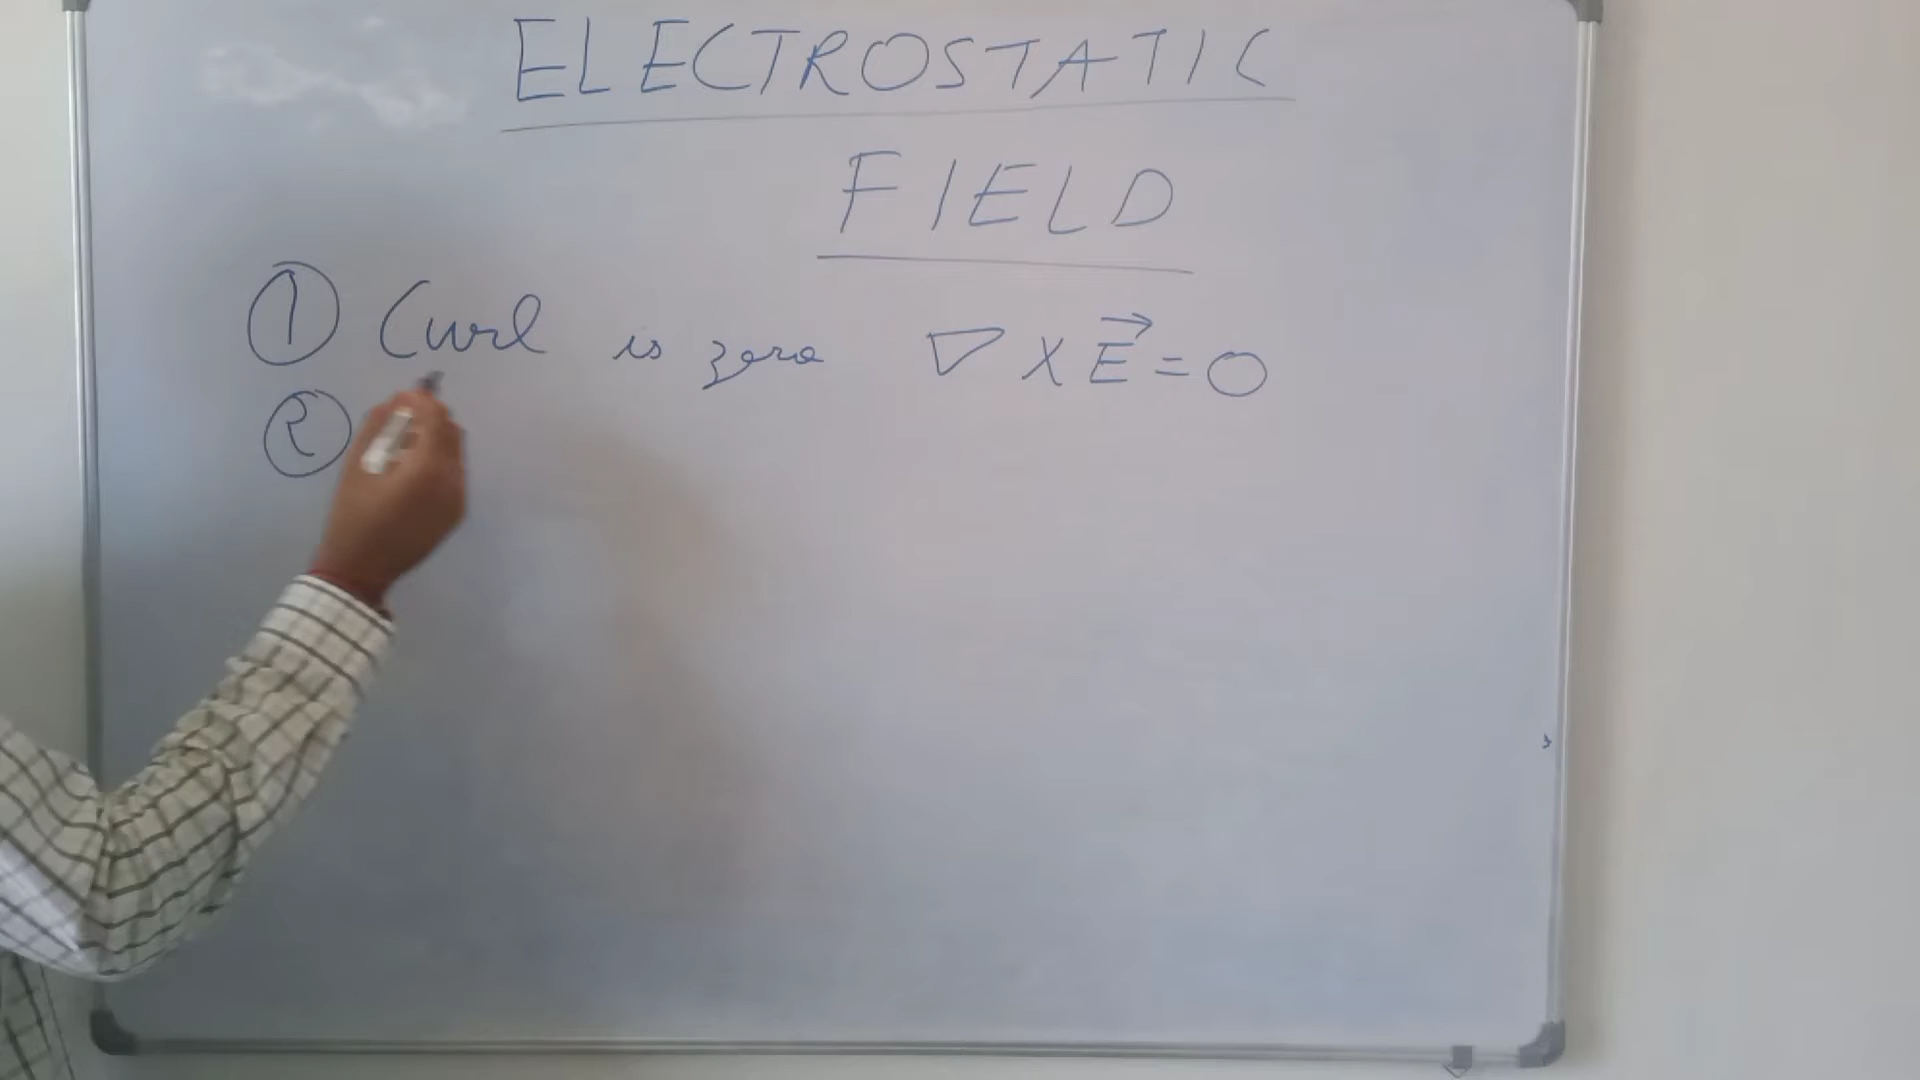 ELECTROSTATIC
FIELD
① Curl is zero ∇ × E⃗ = 0
②